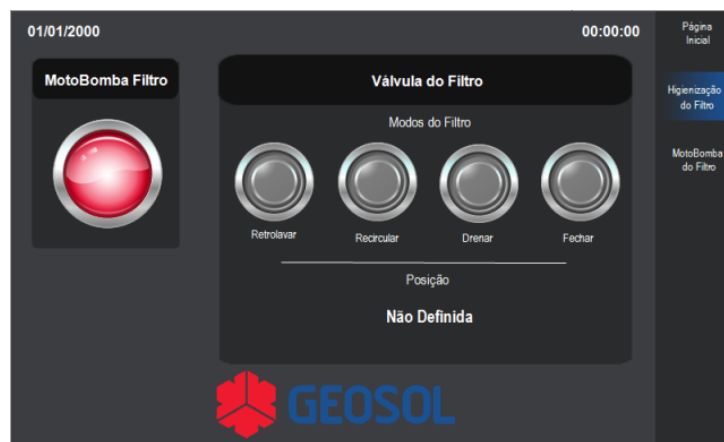 01/01/2000
00:00:00
MotoBomba Filtro
Válvula do Filtro
Modos do Filtro
Retrolavar
Recircular
Drenar
Fechar
Posição
Não Definida
GEOSOL
Página
Inicial
Higienização
do Filtro
MotoBomba
do Filtro